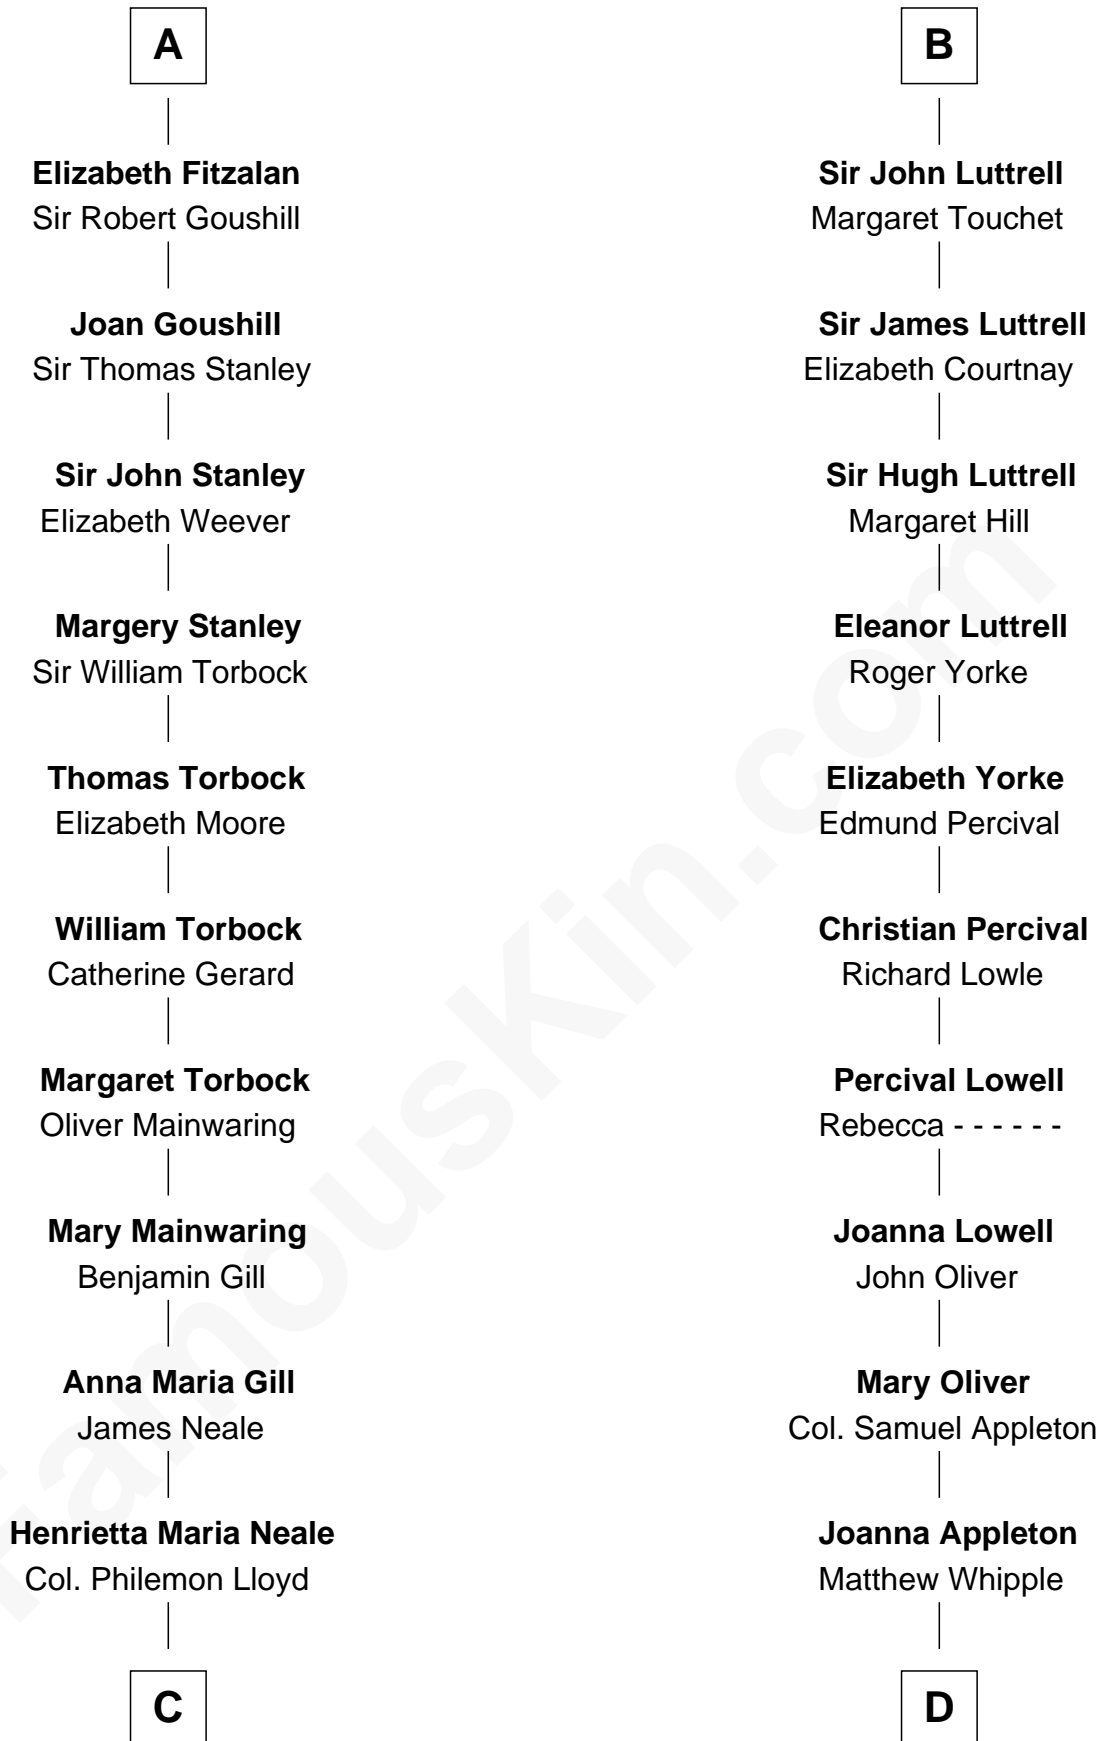 A
Elizabeth Fitzalan
Sir Robert Goushill
Joan Goushill
Sir Thomas Stanley
Sir John Stanley
Elizabeth Weever
Margery Stanley
Sir William Torbock
Thomas Torbock
Elizabeth Moore
William Torbock
Catherine Gerard
Margaret Torbock
Oliver Mainwaring
Mary Mainwaring
Benjamin Gill
Anna Maria Gill
James Neale
Henrietta Maria Neale
Col. Philemon Lloyd
C
B
Sir John Luttrell
Margaret Touchet
Sir James Luttrell
Elizabeth Courtnay
Sir Hugh Luttrell
Margaret Hill
Eleanor Luttrell
Roger Yorke
Elizabeth Yorke
Edmund Percival
Christian Percival
Richard Lowle
Percival Lowell
Rebecca - - - - - -
Joanna Lowell
John Oliver
Mary Oliver
Col. Samuel Appleton
Joanna Appleton
Matthew Whipple
D
FamousKin.com